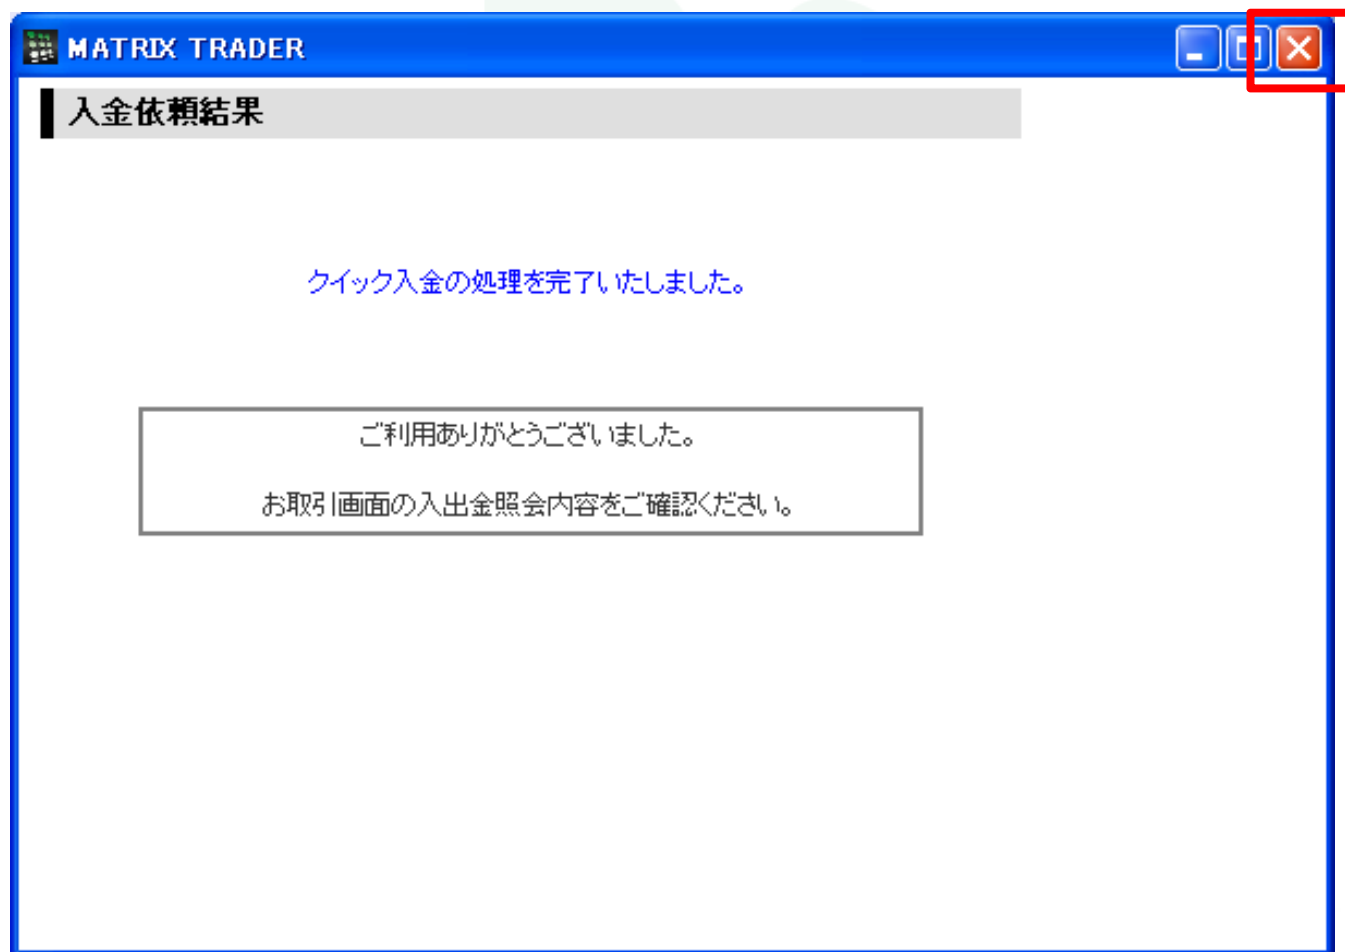 MATRIX TRADER
入金依頼結果
クイック入金の処理を完了いたしました。
ご利用ありがとうございました。
お取引画面の入出金照会内容をご確認ください。